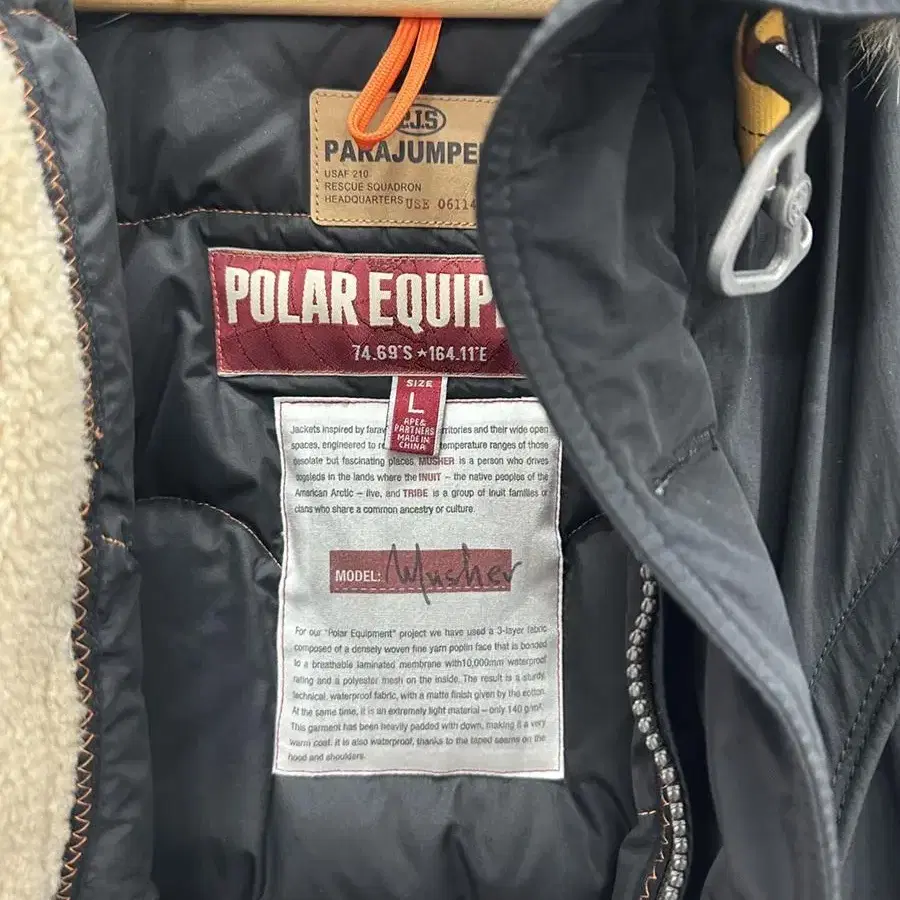 P.J.S
PARAJUMPE
USAF 210
RESCUE SQUADRON
HEADQUARTERS USE 06114
POLAR EQUIP
74.69°S ★ 164.11°E
SIZE
L
APE &
PARTNERS
MADE IN
CHINA
Jackets inspired by faraw rritories and their wide open
spaces, engineered to re temperature ranges of those
desolate but fascinating places. MUSHER is a person who drives
dogsleds in the lands where the INUIT – the native peoples of the
American Arctic – live, and TRIBE is a group of Inuit families or
clans who share a common ancestry or culture.
MODEL: Musher
For our "Polar Equipment" project we have used a 3-layer fabric
composed of a densely woven fine yarn poplin face that is bonded
to a breathable laminated membrane with10,000mm waterproof
rating and a polyester mesh on the inside. The result is a sturdy,
technical, waterproof fabric, with a matte finish given by the cotton.
At the same time, it is an extremely light material – only 140 g/m².
This garment has been heavily padded with down, making it a very
warm coat. It is also waterproof, thanks to the taped seams on the
hood and shoulders.